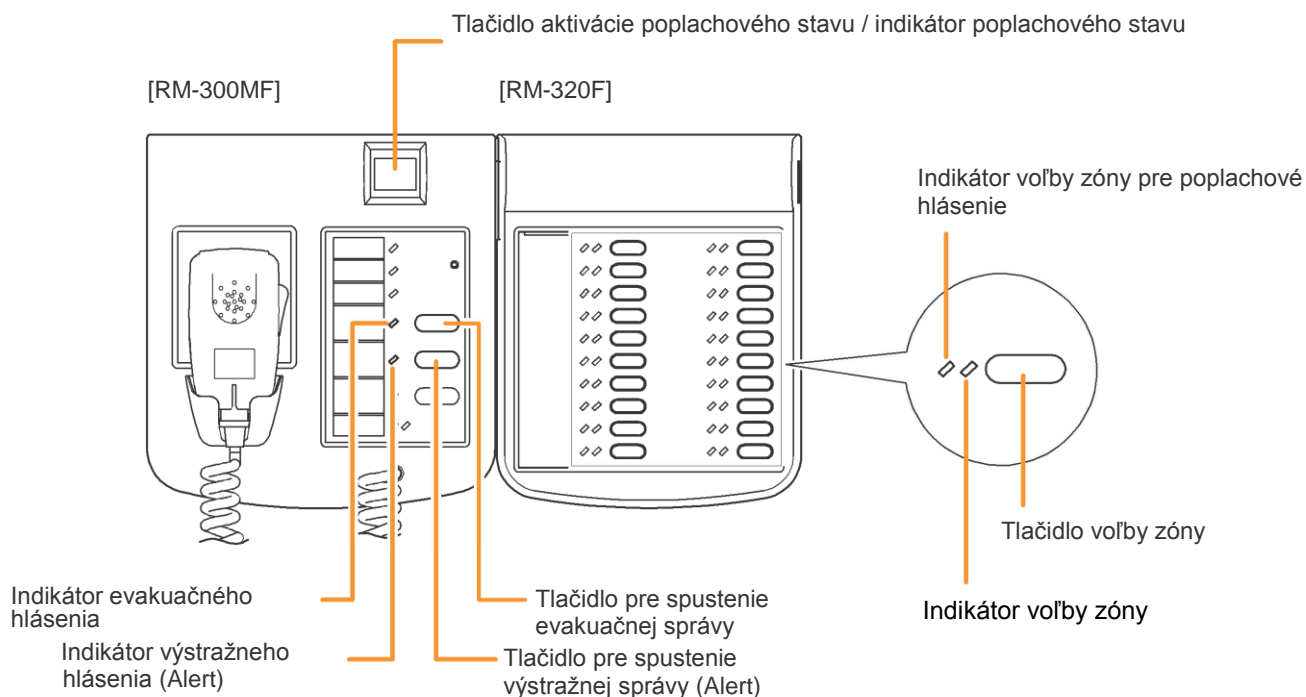 Tlačidlo aktivácie poplachového stavu / indikátor poplachového stavu
[RM-300MF]
[RM-320F]
Indikátor voľby zóny pre poplachové
hlásenie
Tlačidlo voľby zóny
Indikátor voľby zóny
Indikátor evakuačného
hlásenia
Tlačidlo pre spustenie
evakuačnej správy
Indikátor výstražneho
hlásenia (Alert)
Tlačidlo pre spustenie
výstražnej správy (Alert)